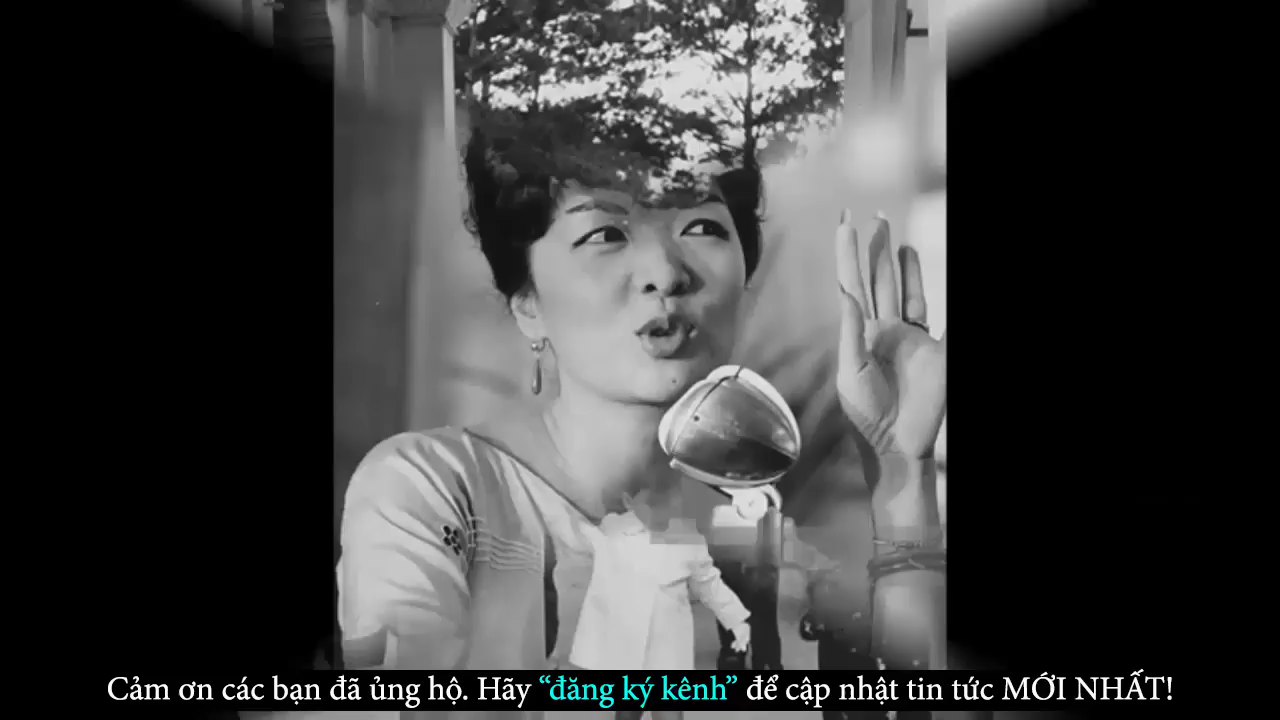 Cảm ơn các bạn đã ủng hộ. Hãy “đăng ký kênh” để cập nhật tin tức MỚI NHẤT!